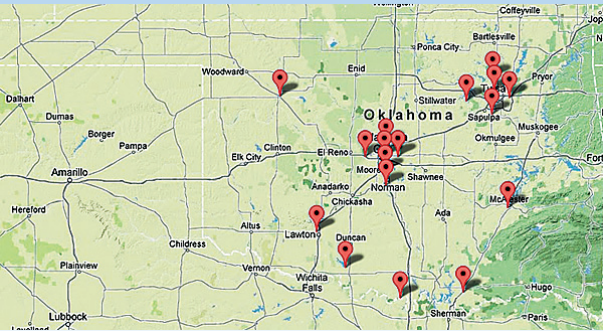 Coffeyville
Bartlesville
Ponca City
Woodward
Enid
Pryor
Dalhart
Stillwater
Dumas
Oklahoma
Sapulpa
Muskogee
Borger
Pampa
Clinton
El Reno
Okmulgee
Elk City
Fort
Amarillo
Moore
Shawnee
Norman
Anadarko
Chickasha
Hereford
Ada
Altus
Lawton
Duncan
Childress
Plainview
Vernon
Wichita
Falls
Hugo
Sherman
Paris
Lubbock